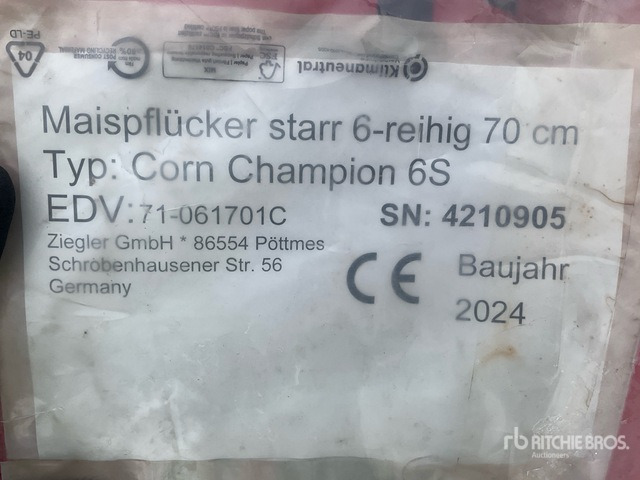 Klimaneutral
04
PE-LD
Maispflücker starr 6-reihig 70 cm
Typ: Corn Champion 6S
EDV: 71-061701C SN: 4210905
Ziegler GmbH * 86554 Pöttmes
Schrobenhausener Str. 56
Germany
CE Baujahr
2024
rb RITCHIE BROS.
Auctioneers